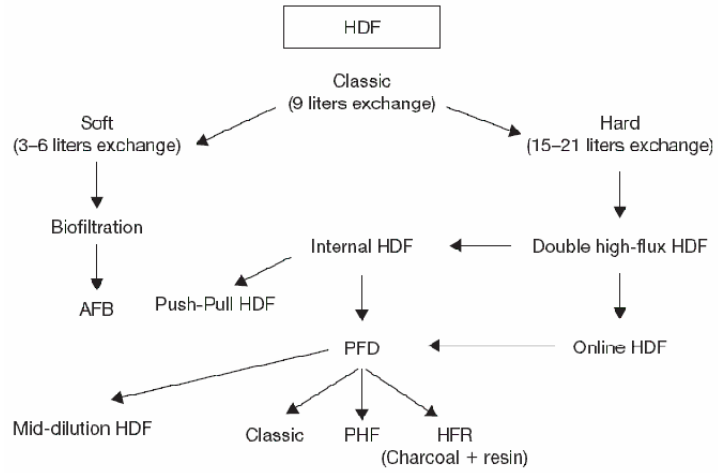 HDF
Classic
(9 liters exchange)
Soft
(3–6 liters exchange)
Hard
(15–21 liters exchange)
Biofiltration
Internal HDF
Double high-flux HDF
AFB
Push-Pull HDF
PFD
Online HDF
Mid-dilution HDF
Classic
PHF
HFR
(Charcoal + resin)